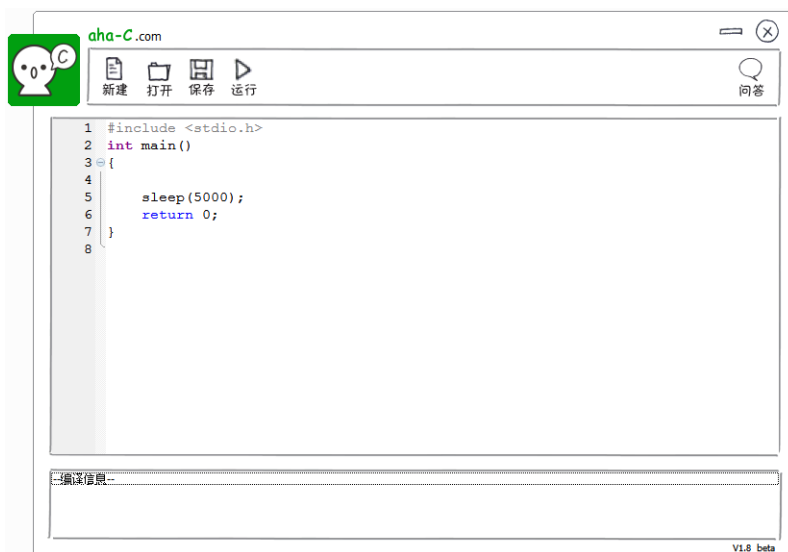 aha-C.com
C
新建 打开 保存 运行 问答
1 #include <stdio.h>
2 int main()
3 {
4
5 sleep(5000);
6 return 0;
7 }
8
--编译信息--
V1.8 beta